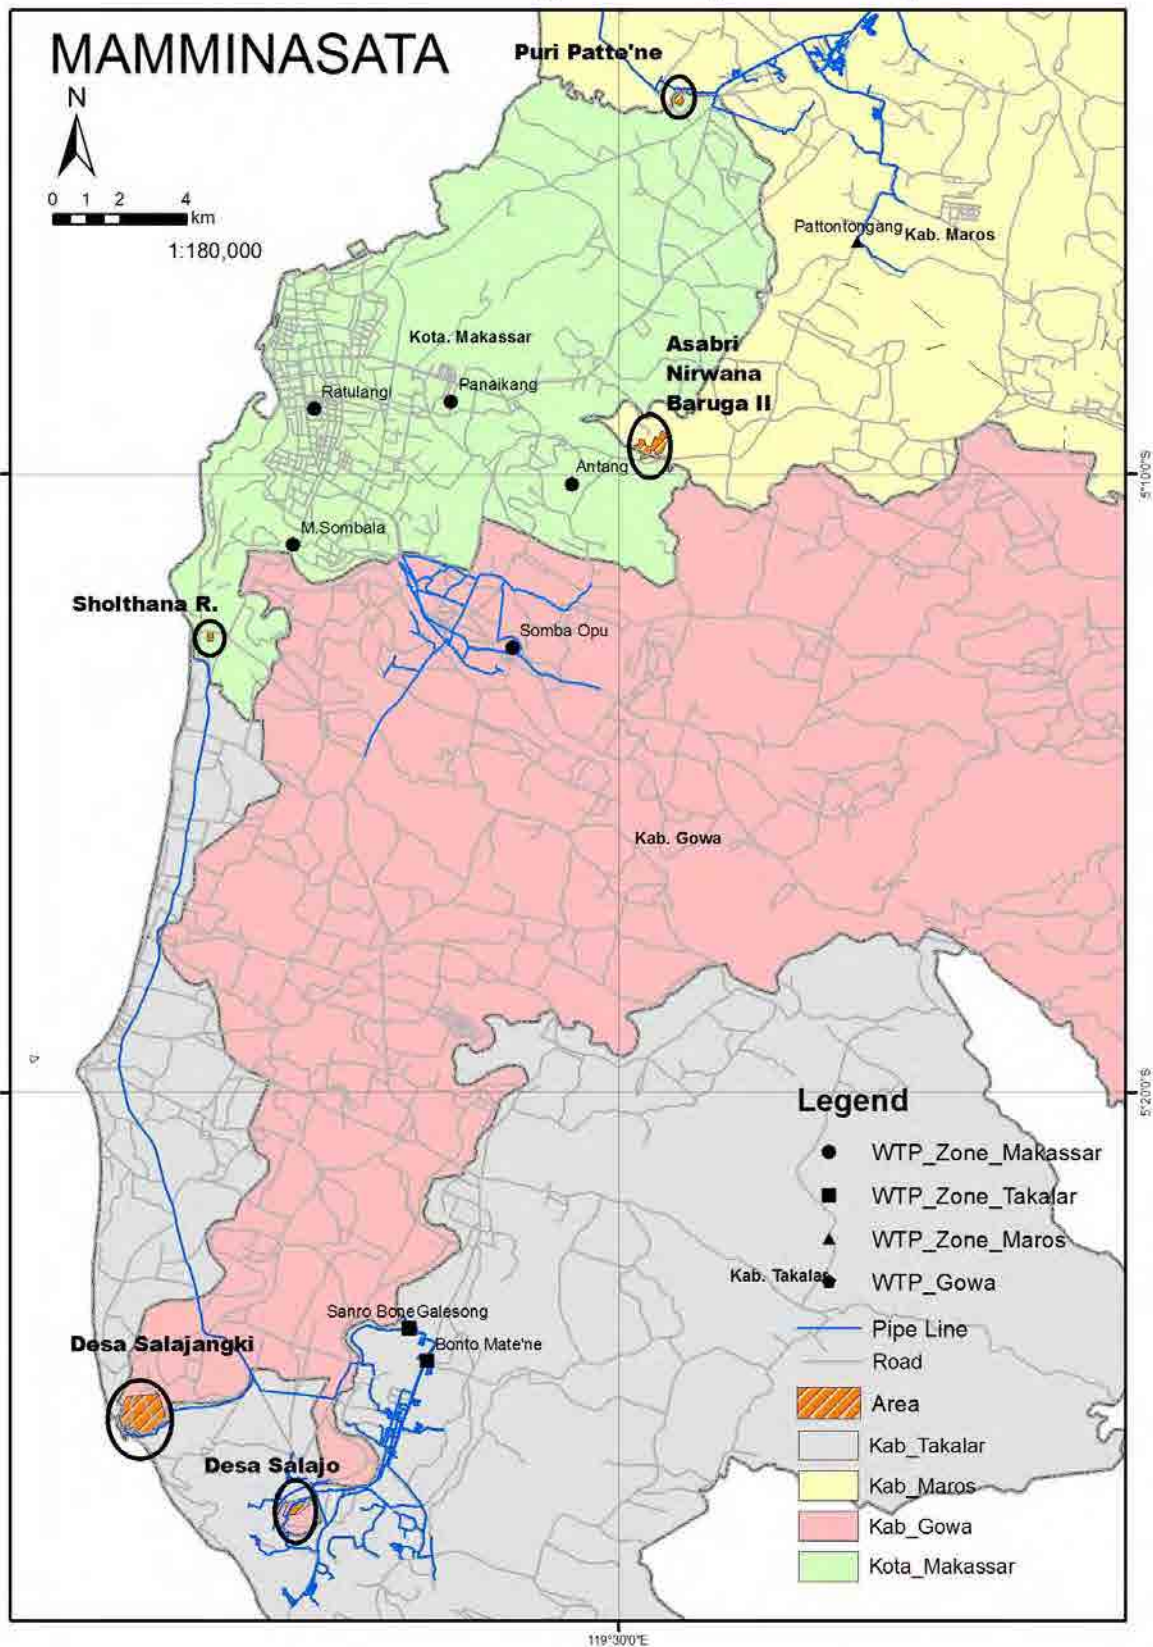 MAMMINASATA
N
0 1 2 4
km
1:180,000
Puri Patte'ne
Pattontongang
Kab. Maros
Kota. Makassar
Asabri
Nirwana
Baruga II
Ratulangi
Panaikang
Antang
5°10'0"S
M.Sombala
Sholthana R.
Somba Opu
Kab. Gowa
5°20'0"S
Legend
WTP_Zone_Makassar
WTP_Zone_Takalar
WTP_Zone_Maros
WTP_Gowa
Pipe Line
Road
Area
Kab_Takalar
Kab_Maros
Kab_Gowa
Kota_Makassar
Kab. Takalar
Sanro Bone
Galesong
Bonto Mate'ne
Desa Salajangki
Desa Salajo
119°30'0"E